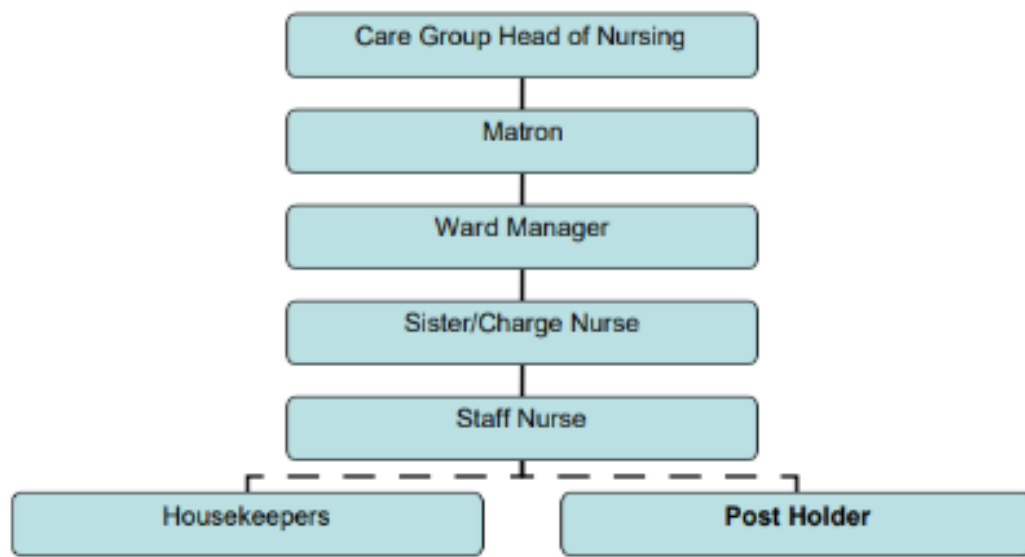 Care Group Head of Nursing
Matron
Ward Manager
Sister/Charge Nurse
Staff Nurse
Housekeepers
Post Holder